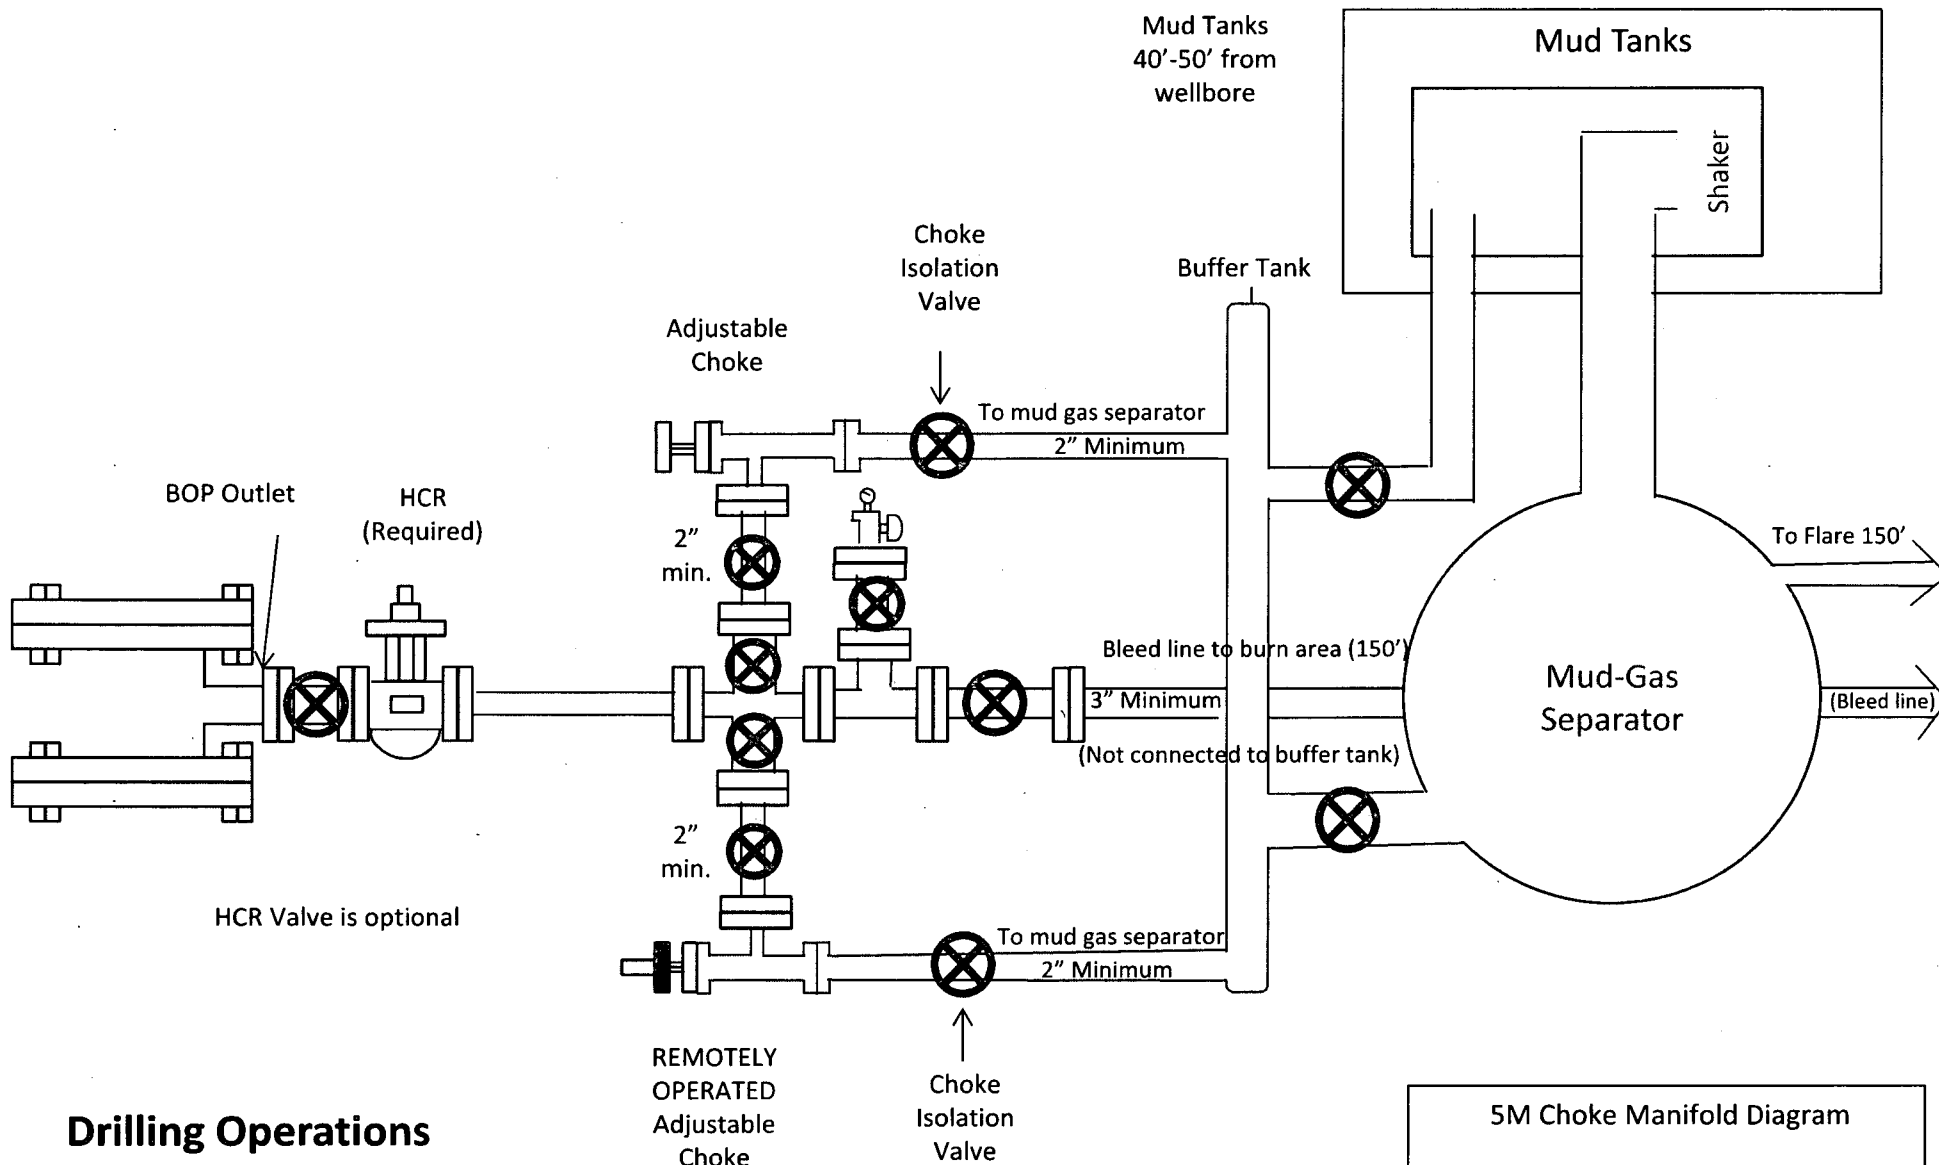 Mud Tanks
40’-50’ from
wellbore
Mud Tanks
Shaker
Choke
Isolation
Valve
Buffer Tank
Adjustable
Choke
To mud gas separator
2” Minimum
BOP Outlet
HCR
(Required)
2”
min.
To Flare 150’
Bleed line to burn area (150’)
3” Minimum
(Not connected to buffer tank)
Mud-Gas
Separator
(Bleed line)
2”
min.
HCR Valve is optional
To mud gas separator
2” Minimum
REMOTELY
OPERATED
Adjustable
Choke
Choke
Isolation
Valve
Drilling Operations
5M Choke Manifold Diagram